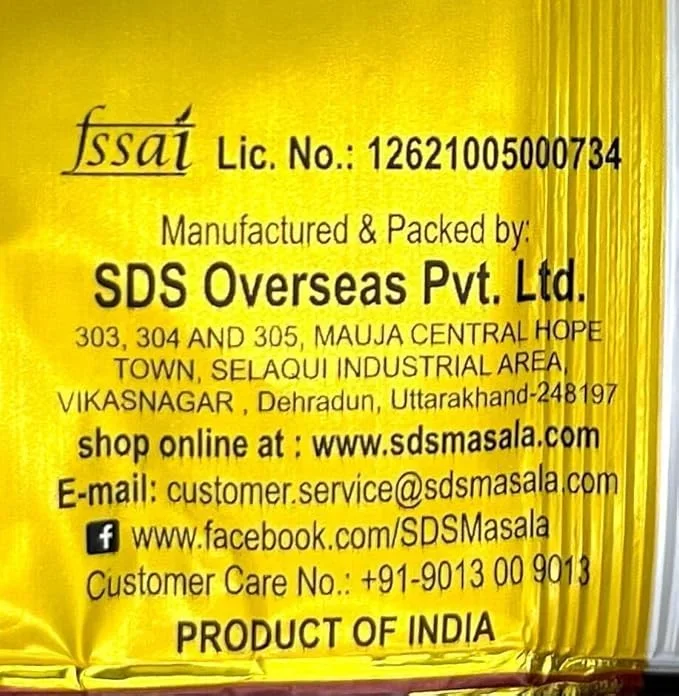 fssai Lic. No.: 12621005000734
Manufactured & Packed by:
SDS Overseas Pvt. Ltd.
303, 304 AND 305, MAUJA CENTRAL HOPE
TOWN, SELAQUI INDUSTRIAL AREA,
VIKASNAGAR , Dehradun, Uttarakhand-248197
shop online at : www.sdsmasala.com
E-mail: customer.service@sdsmasala.com
f www.facebook.com/SDSMasala
Customer Care No.: +91-9013 00 9013
PRODUCT OF INDIA